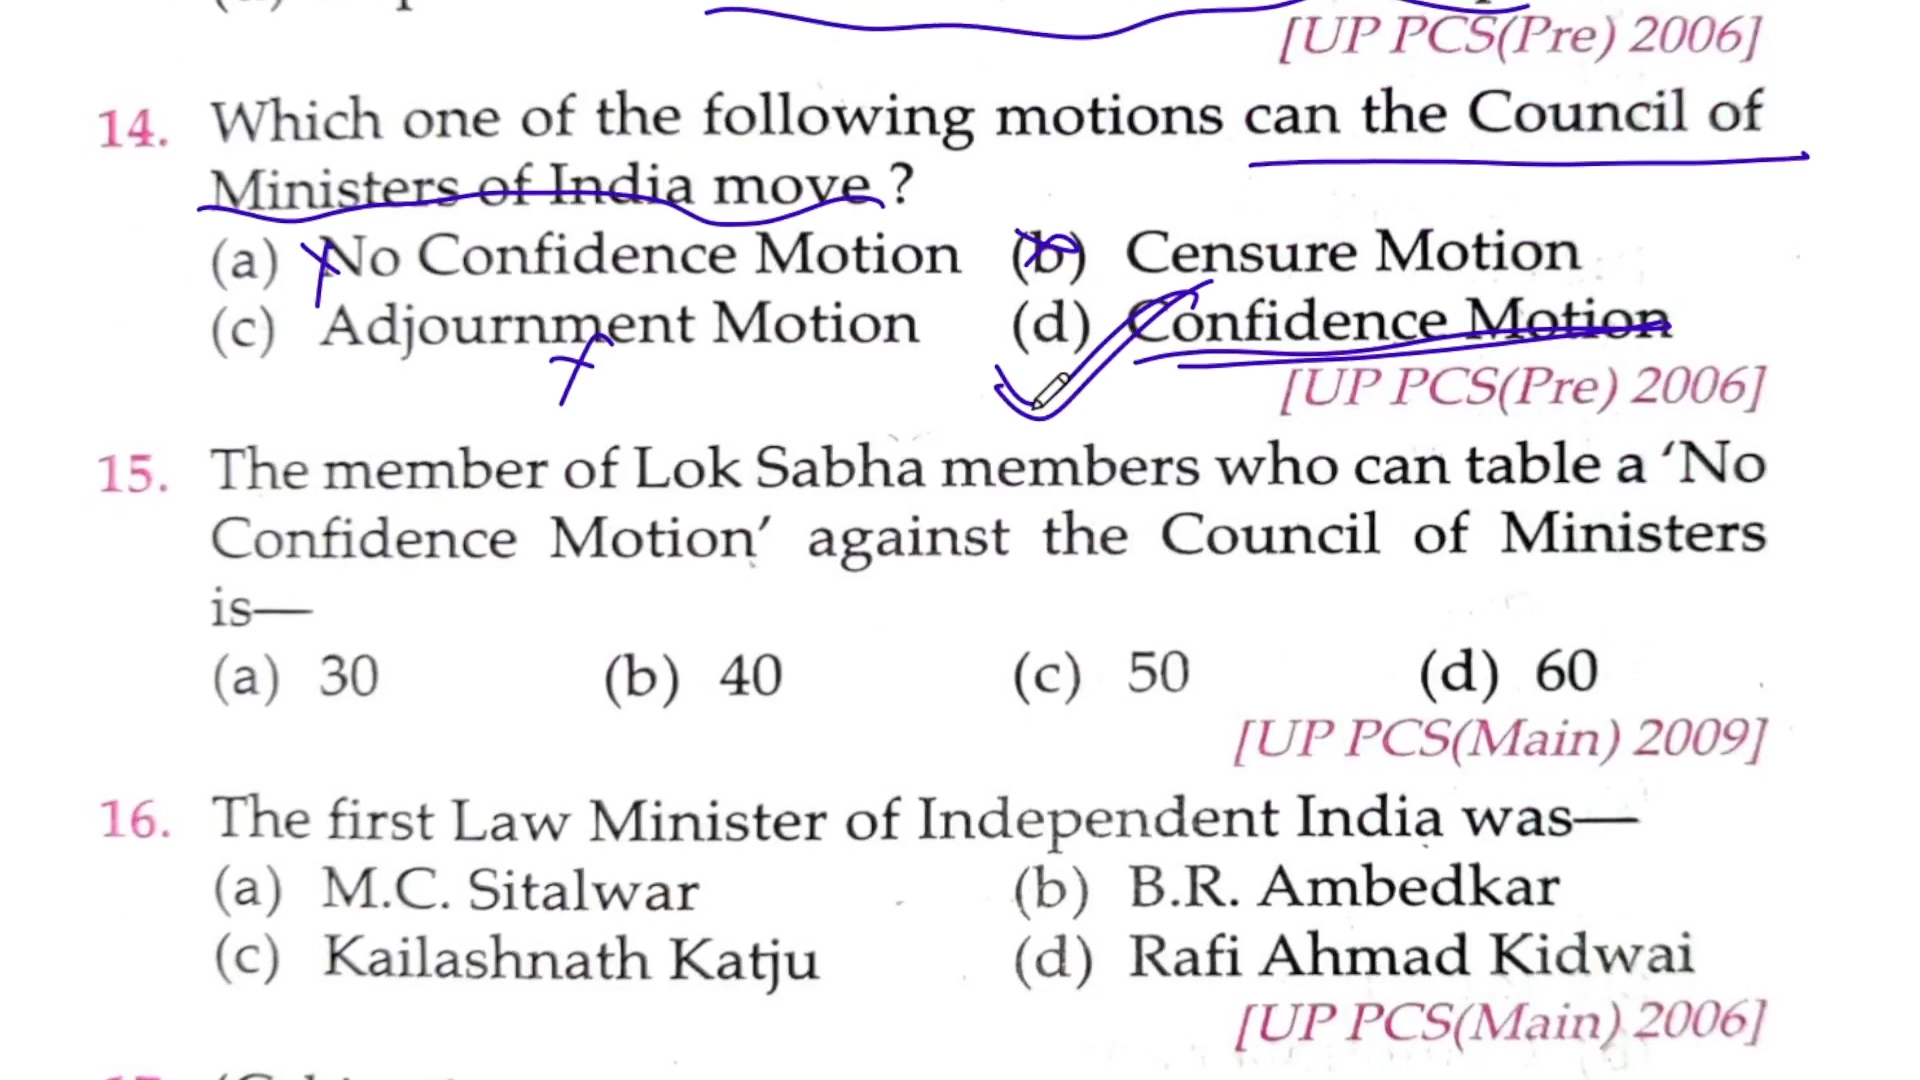 [UP PCS(Pre) 2006]
14. Which one of the following motions can the Council of
Ministers of India move ?
(a) No Confidence Motion (b) Censure Motion
(c) Adjournment Motion (d) Confidence Motion
[UP PCS(Pre) 2006]
15. The member of Lok Sabha members who can table a ‘No
Confidence Motion’ against the Council of Ministers
is—
(a) 30 (b) 40 (c) 50 (d) 60
[UP PCS(Main) 2009]
16. The first Law Minister of Independent India was—
(a) M.C. Sitalwar (b) B.R. Ambedkar
(c) Kailashnath Katju (d) Rafi Ahmad Kidwai
[UP PCS(Main) 2006]